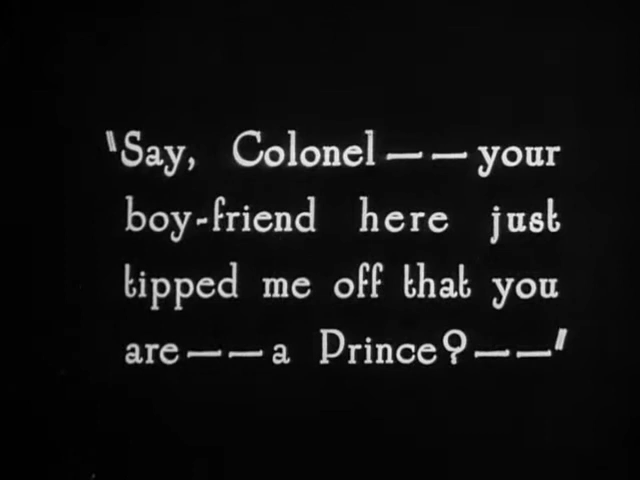 "Say, Colonel——your
boy-friend here just
tipped me off that you
are——a Prince?——"